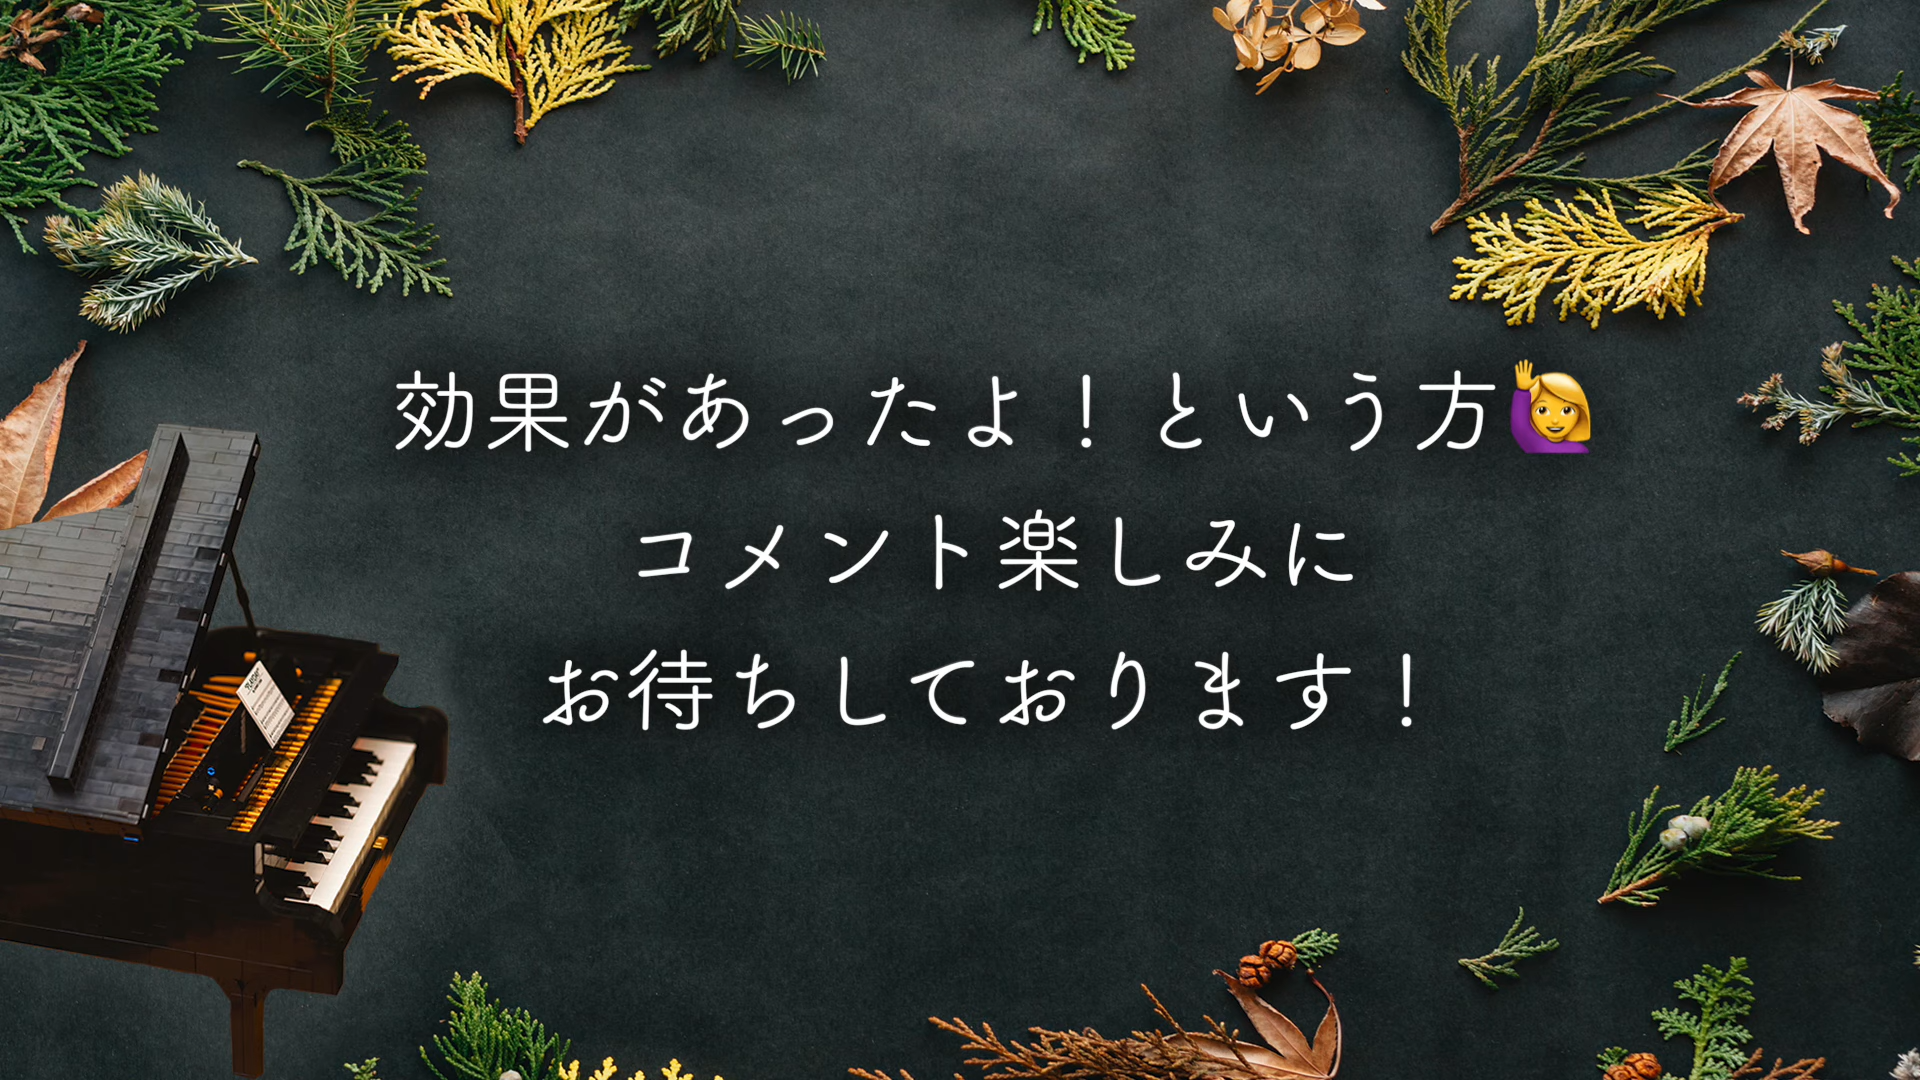 効果があったよ！という方🙋‍♀️
コメント楽しみに
お待ちしております！